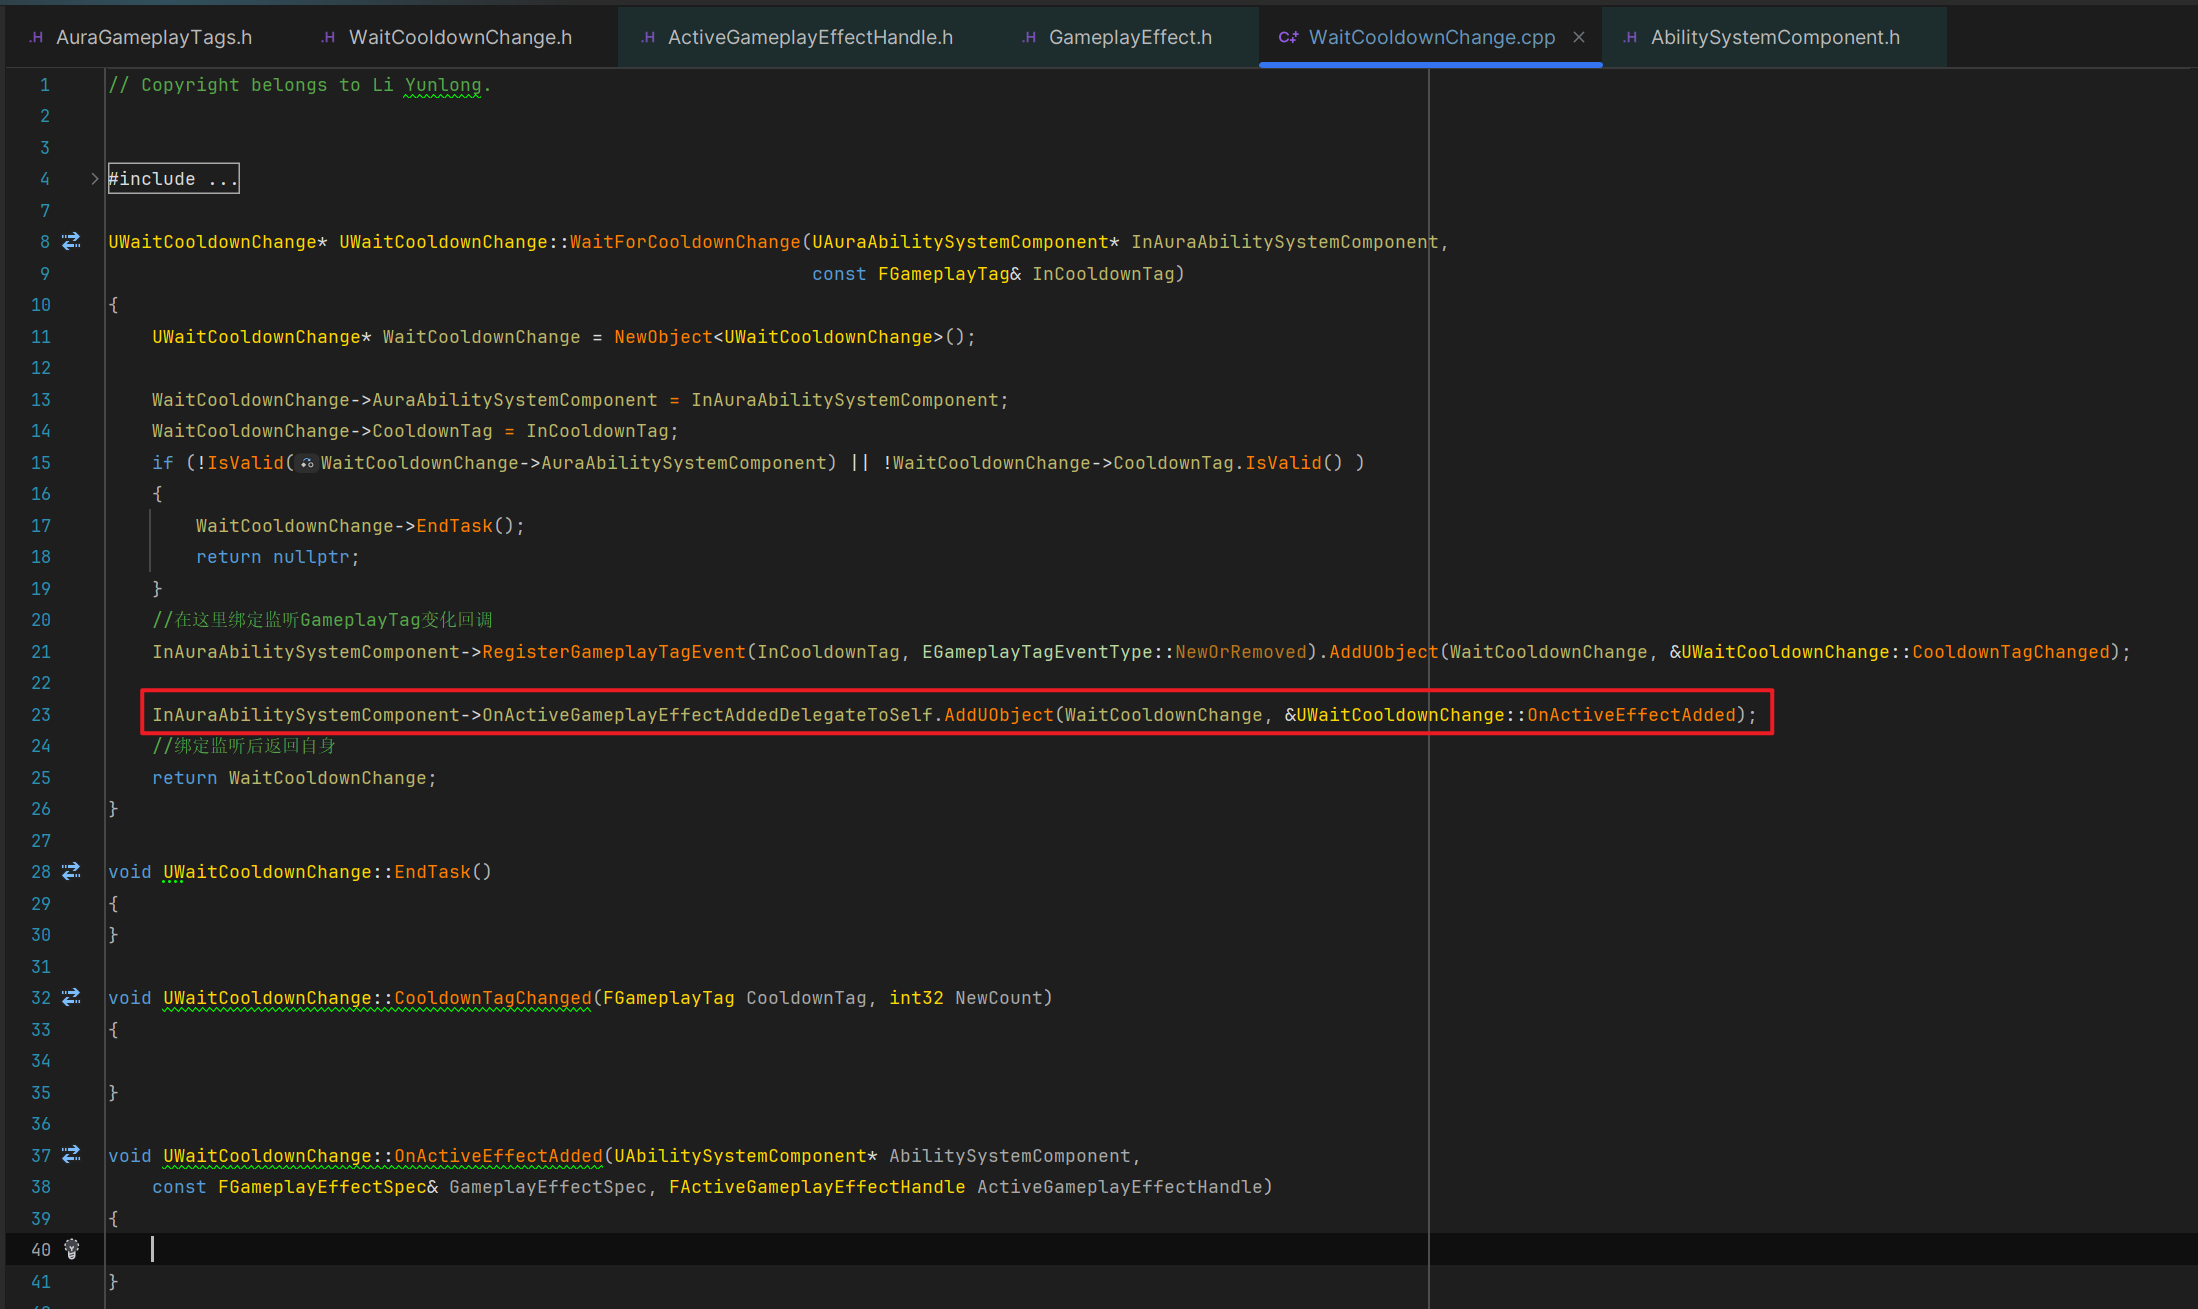 .H AuraGameplayTags.h .H WaitCooldownChange.h .H ActiveGameplayEffectHandle.h .H GameplayEffect.h C++ WaitCooldownChange.cpp × .H AbilitySystemComponent.h
1 // Copyright belongs to Li Yunlong.
2
3
4 #include ...
7
8 UWaitCooldownChange* UWaitCooldownChange::WaitForCooldownChange(UAuraAbilitySystemComponent* InAuraAbilitySystemComponent,
9 const FGameplayTag& InCooldownTag)
10 {
11 UWaitCooldownChange* WaitCooldownChange = NewObject<UWaitCooldownChange>();
12
13 WaitCooldownChange->AuraAbilitySystemComponent = InAuraAbilitySystemComponent;
14 WaitCooldownChange->CooldownTag = InCooldownTag;
15 if (!IsValid(WaitCooldownChange->AuraAbilitySystemComponent) || !WaitCooldownChange->CooldownTag.IsValid() )
16 {
17 WaitCooldownChange->EndTask();
18 return nullptr;
19 }
20 //在这里绑定监听GameplayTag变化回调
21 InAuraAbilitySystemComponent->RegisterGameplayTagEvent(InCooldownTag, EGameplayTagEventType::NewOrRemoved).AddUObject(WaitCooldownChange, &UWaitCooldownChange::CooldownTagChanged);
22
23 InAuraAbilitySystemComponent->OnActiveGameplayEffectAddedDelegateToSelf.AddUObject(WaitCooldownChange, &UWaitCooldownChange::OnActiveEffectAdded);
24 //绑定监听后返回自身
25 return WaitCooldownChange;
26 }
27
28 void UWaitCooldownChange::EndTask()
29 {
30 }
31
32 void UWaitCooldownChange::CooldownTagChanged(FGameplayTag CooldownTag, int32 NewCount)
33 {
34
35 }
36
37 void UWaitCooldownChange::OnActiveEffectAdded(UAbilitySystemComponent* AbilitySystemComponent,
38 const FGameplayEffectSpec& GameplayEffectSpec, FActiveGameplayEffectHandle ActiveGameplayEffectHandle)
39 {
40
41 }